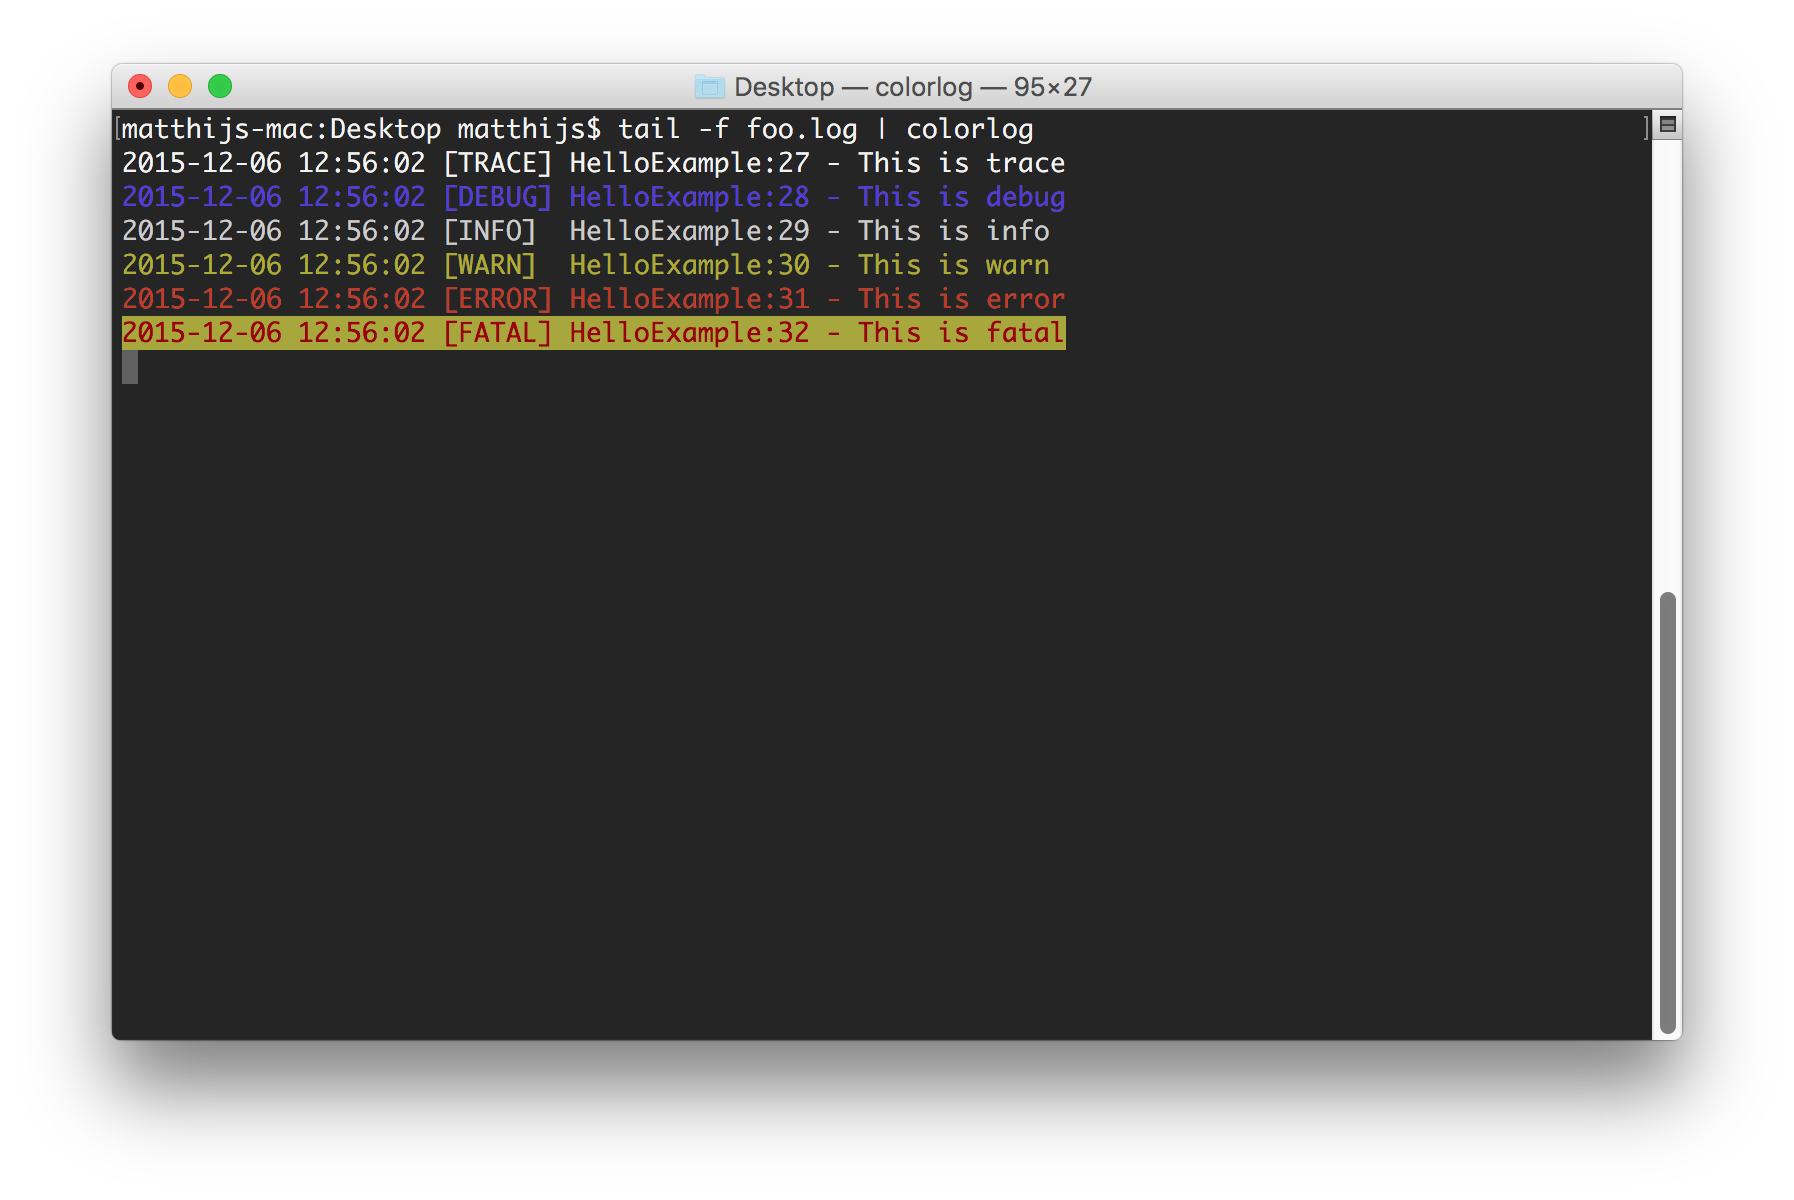 Desktop — colorlog — 95×27
[matthijs-mac:Desktop matthijs$ tail -f foo.log | colorlog ]
2015-12-06 12:56:02 [TRACE] HelloExample:27 - This is trace
2015-12-06 12:56:02 [DEBUG] HelloExample:28 - This is debug
2015-12-06 12:56:02 [INFO]  HelloExample:29 - This is info
2015-12-06 12:56:02 [WARN]  HelloExample:30 - This is warn
2015-12-06 12:56:02 [ERROR] HelloExample:31 - This is error
2015-12-06 12:56:02 [FATAL] HelloExample:32 - This is fatal